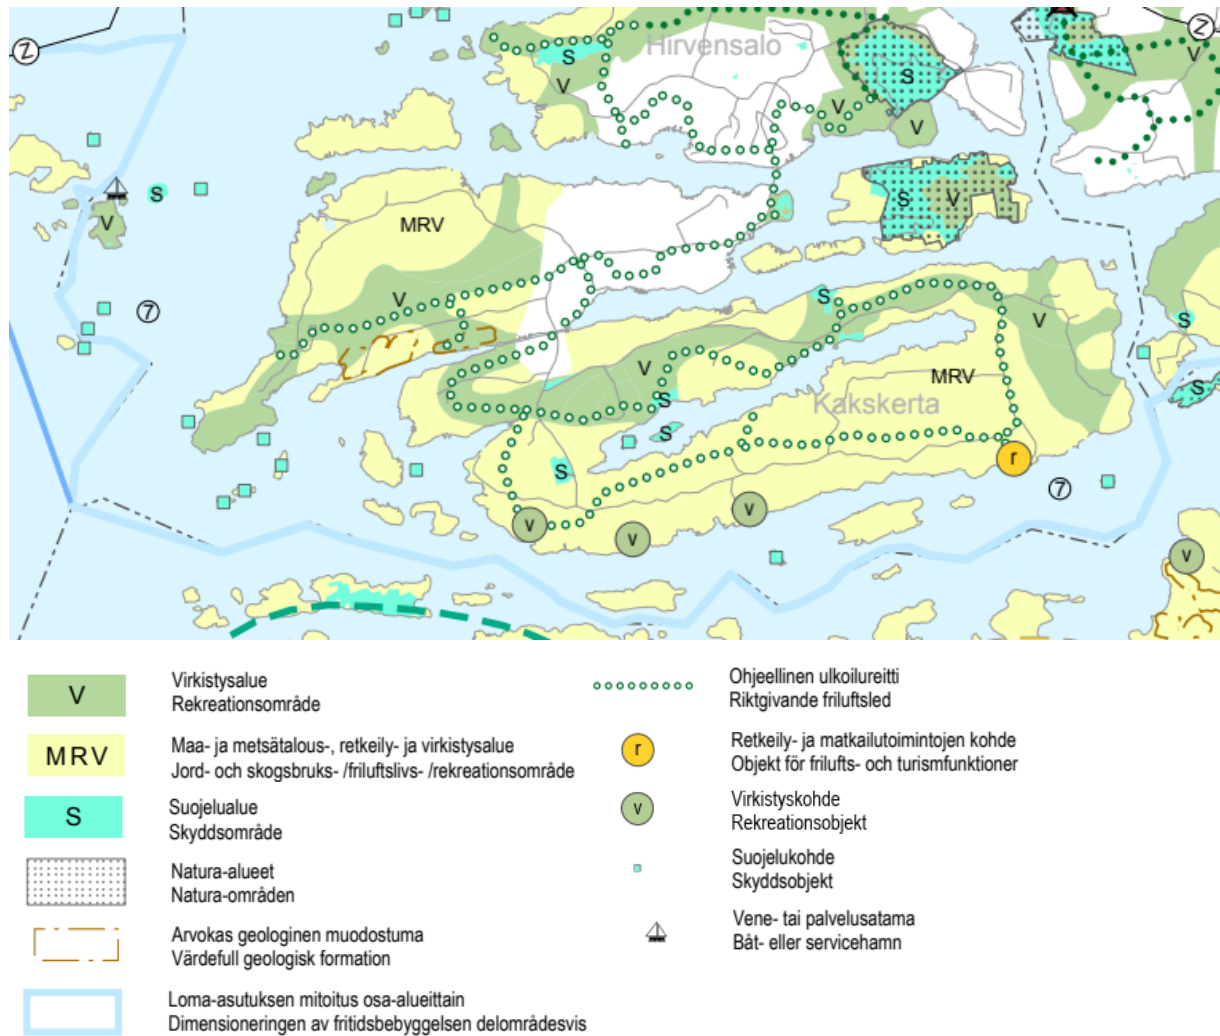 Z
Z
Hirvensalo
S
V
S
V
V
V
S
V
MRV
S
V
V
7
V
S
V
V
MRV
Kakskerta
S
S
S
r
7
v
v
v
v
S
S
V
Virkistysalue
Rekreationsområde
MRV
Maa- ja metsätalous-, retkeily- ja virkistysalue
Jord- och skogsbruks- /friluftslivs- /rekreationsområde
S
Suojelualue
Skyddsområde
Natura-alueet
Natura-områden
Arvokas geologinen muodostuma
Värdefull geologisk formation
Loma-asutuksen mitoitus osa-alueittain
Dimensioneringen av fritidsbebyggelsen delområdesvis
Ohjeellinen ulkoilureitti
Riktgivande friluftsled
r
Retkeily- ja matkailutoimintojen kohde
Objekt för frilufts- och turismfunktioner
v
Virkistyskohde
Rekreationsobjekt
Suojelukohde
Skyddsobjekt
Vene- tai palvelusatama
Båt- eller servicehamn